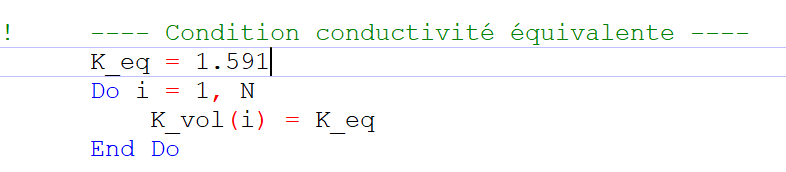 !     ---- Condition conductivité équivalente ----
      K_eq = 1.591
      Do i = 1, N
          K_vol(i) = K_eq
      End Do